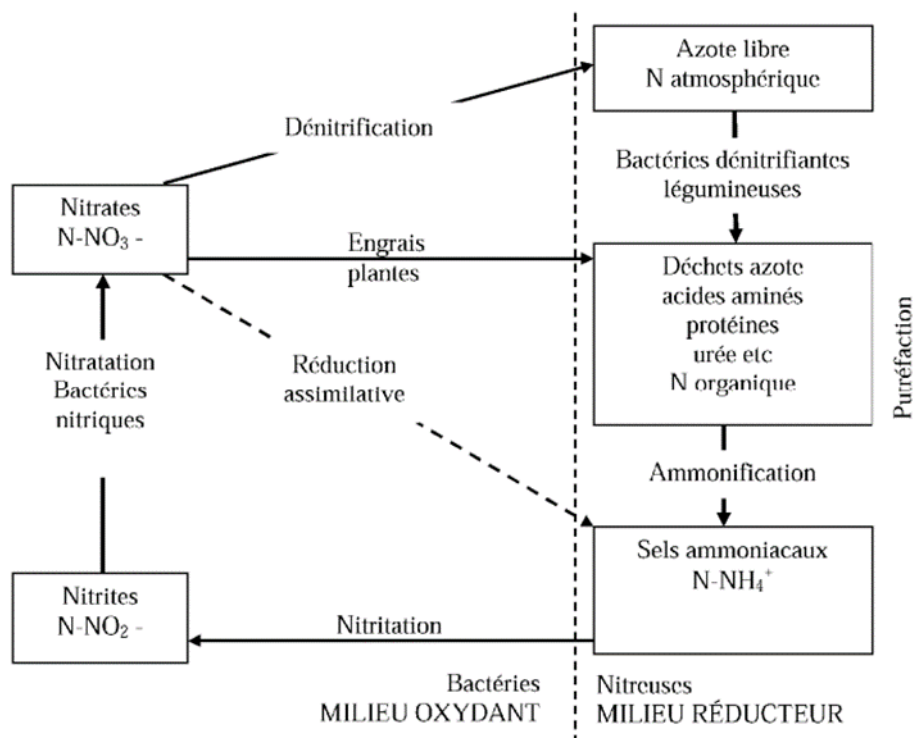 Azote libre
N atmosphérique
Dénitrification
Bactéries dénitrifiantes
légumineuses
Nitrates
N-NO₃ -
Engrais
plantes
Déchets azote
acides aminés
protéines
urée etc
N organique
Putréfaction
Nitratation
Bactéries
nitriques
Réduction
assimilative
Ammonification
Sels ammoniacaux
N-NH₄⁺
Nitrites
N-NO₂ -
Nitritation
Bactéries Nitreuses
MILIEU OXYDANT MILIEU RÉDUCTEUR